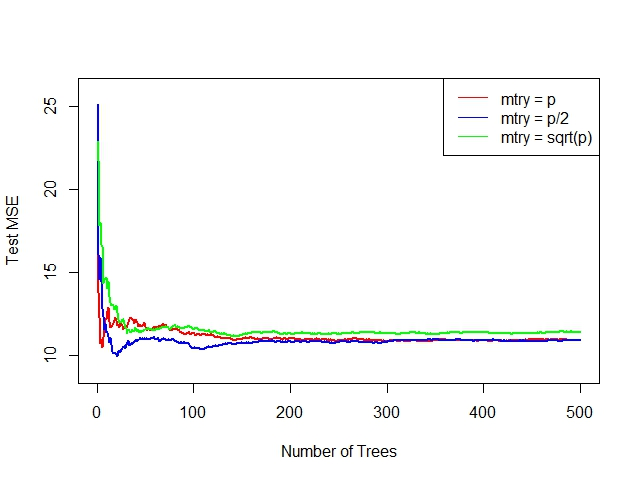 mtry = p
mtry = p/2
mtry = sqrt(p)
25
20
15
10
Test MSE
0
100
200
300
400
500
Number of Trees